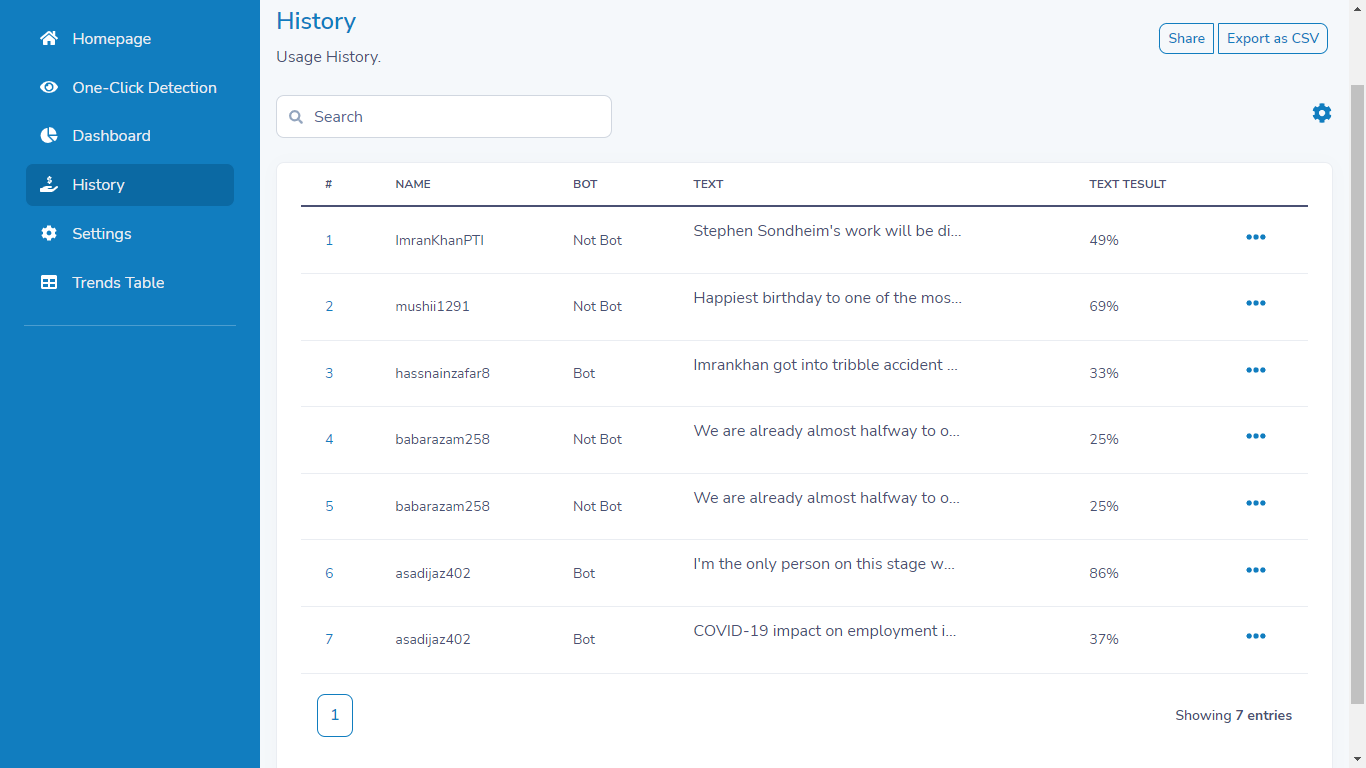 Homepage
One-Click Detection
Dashboard
History
Settings
Trends Table
History
Usage History.
Share
Export as CSV
Search
# NAME BOT TEXT TEXT TESULT
1 ImranKhanPTI Not Bot Stephen Sondheim's work will be di... 49%
2 mushii1291 Not Bot Happiest birthday to one of the mos... 69%
3 hassnainzafar8 Bot Imrankhan got into tribble accident ... 33%
4 babarazam258 Not Bot We are already almost halfway to o... 25%
5 babarazam258 Not Bot We are already almost halfway to o... 25%
6 asadijaz402 Bot I'm the only person on this stage w... 86%
7 asadijaz402 Bot COVID-19 impact on employment i... 37%
1
Showing 7 entries